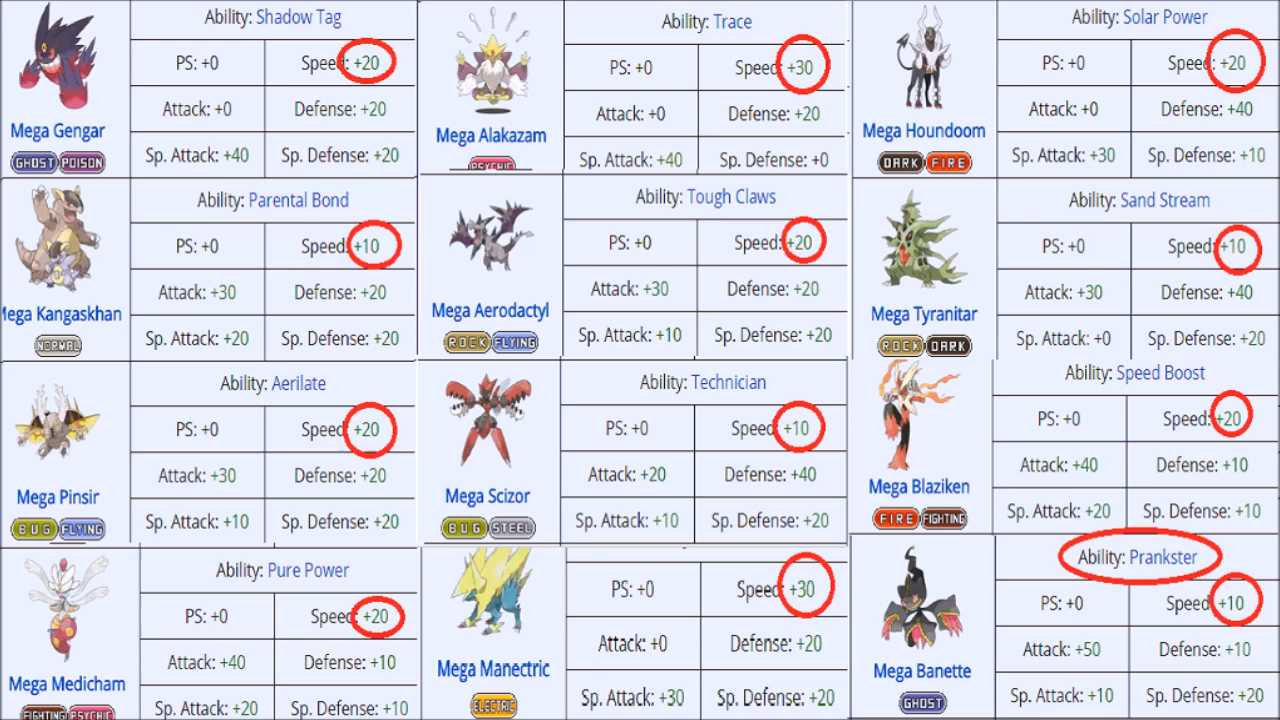 Ability: Shadow Tag
PS: +0 Speed: +20
Attack: +0 Defense: +20
Mega Gengar
Sp. Attack: +40 Sp. Defense: +20
GHOST POISON
Ability: Trace
PS: +0 Speed: +30
Attack: +0 Defense: +20
Mega Alakazam
Sp. Attack: +40 Sp. Defense: +0
PSYCHIC
Ability: Solar Power
PS: +0 Speed: +20
Attack: +0 Defense: +40
Mega Houndoom
Sp. Attack: +30 Sp. Defense: +10
DARK FIRE
Ability: Parental Bond
PS: +0 Speed: +10
Attack: +30 Defense: +20
Mega Kangaskhan
Sp. Attack: +20 Sp. Defense: +20
NORMAL
Ability: Tough Claws
PS: +0 Speed: +20
Attack: +30 Defense: +20
Mega Aerodactyl
Sp. Attack: +10 Sp. Defense: +20
ROCK FLYING
Ability: Sand Stream
PS: +0 Speed: +10
Attack: +30 Defense: +40
Mega Tyranitar
Sp. Attack: +0 Sp. Defense: +20
ROCK DARK
Ability: Aerilate
PS: +0 Speed: +20
Attack: +30 Defense: +20
Mega Pinsir
Sp. Attack: +10 Sp. Defense: +20
BUG FLYING
Ability: Technician
PS: +0 Speed: +10
Attack: +20 Defense: +40
Mega Scizor
Sp. Attack: +10 Sp. Defense: +20
BUG STEEL
Ability: Speed Boost
PS: +0 Speed: +20
Attack: +40 Defense: +10
Mega Blaziken
Sp. Attack: +20 Sp. Defense: +10
FIRE FIGHTING
Ability: Pure Power
PS: +0 Speed: +20
Attack: +40 Defense: +10
Mega Medicham
Sp. Attack: +20 Sp. Defense: +10
FIGHTING PSYCHIC
PS: +0 Speed: +30
Attack: +0 Defense: +20
Mega Manectric
Sp. Attack: +30 Sp. Defense: +20
ELECTRIC
Ability: Prankster
PS: +0 Speed: +10
Attack: +50 Defense: +10
Mega Banette
Sp. Attack: +10 Sp. Defense: +20
GHOST